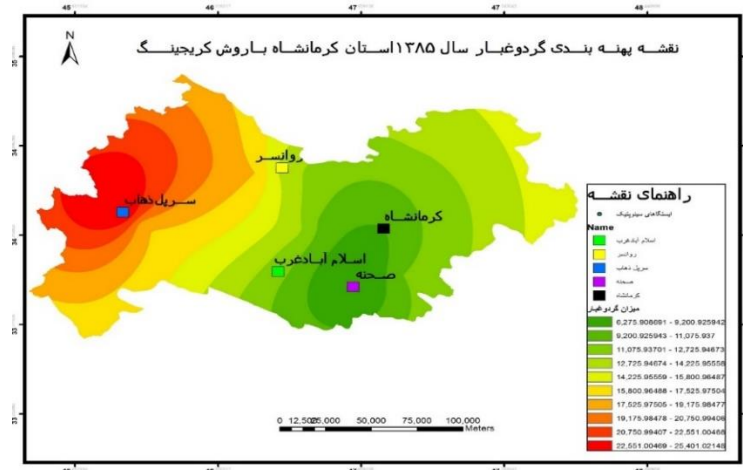 نقشه پهنه بندی گردوغبار سال ۱۳۸۵استان کرمانشاه باروش کریجینگ
N
روانسر
سرپل ذهاب
کرمانشاه
اسلام آبادغرب
صحنه
راهنمای نقشه
ایستگاهای سینوپتیک
Name
اسلام آبادغرب
روانسر
سرپل ذهاب
صحنه
کرمانشاه
میزان گردوغبار
6,275.908691 - 9,200.925942
9,200.925943 - 11,075.937
11,075.93701 - 12,725.94673
12,725.94674 - 14,225.95558
14,225.95559 - 15,800.96487
15,800.96488 - 17,525.97504
17,525.97505 - 19,175.98477
19,175.98478 - 20,750.99406
20,750.99407 - 22,551.00468
22,551.00469 - 25,401.02148
0 12,500 25,000 50,000 75,000 100,000
Meters